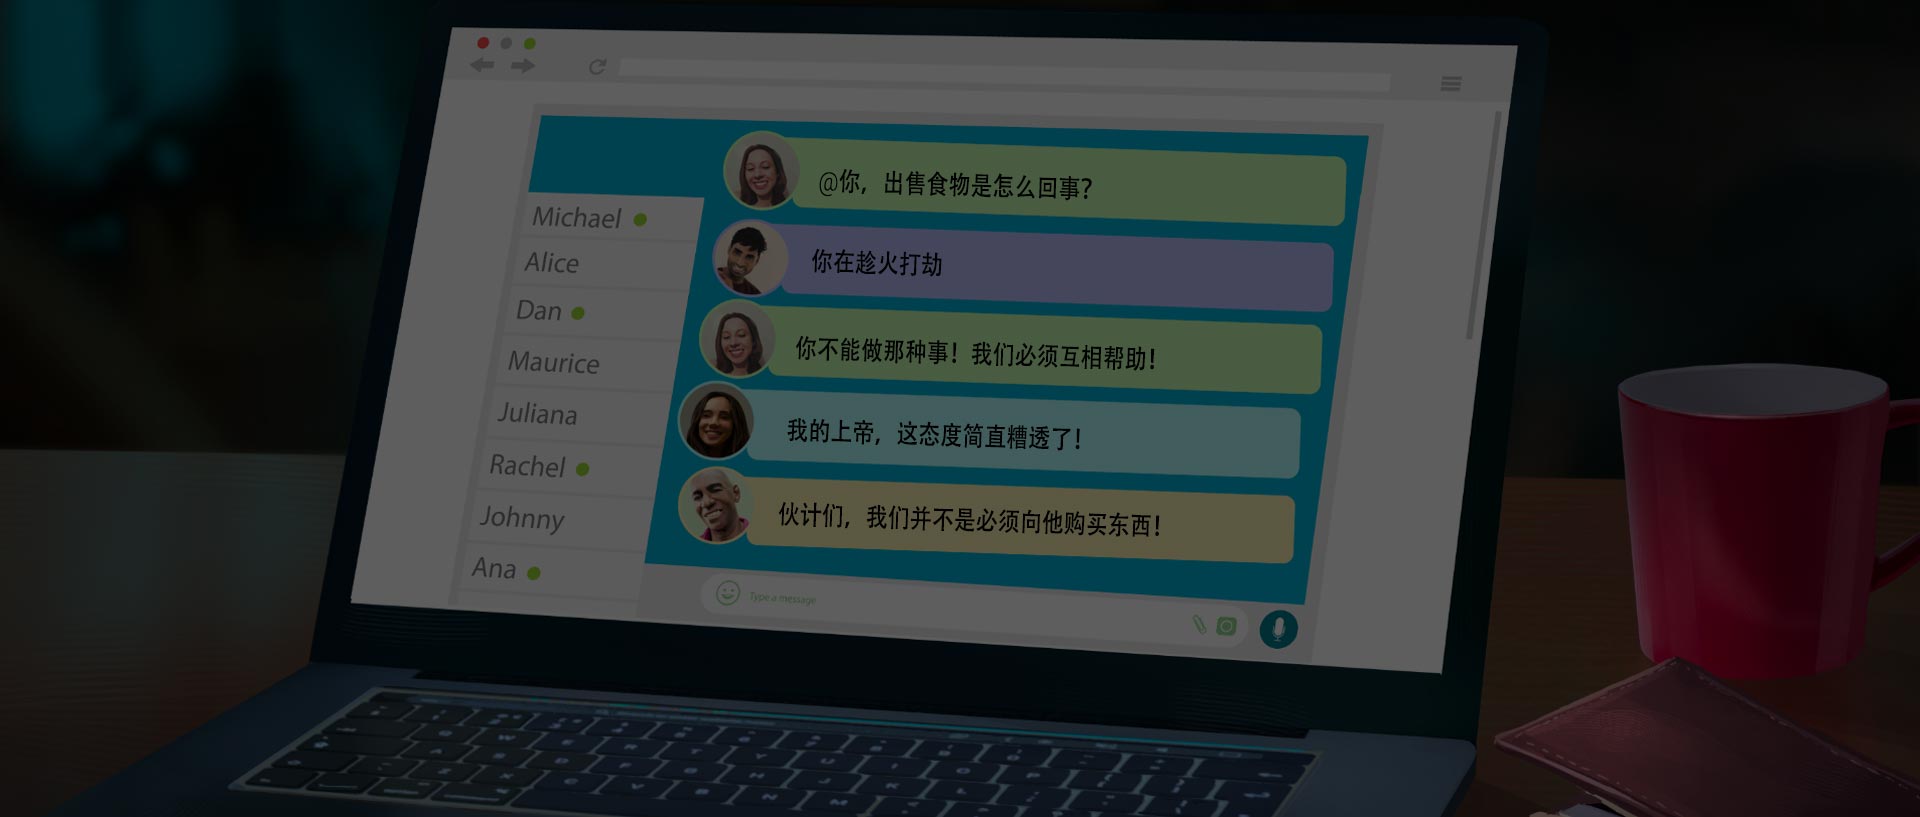 @你，出售食物是怎么回事？
你在趁火打劫
你不能做那种事！我们必须互相帮助！
我的上帝，这态度简直糟透了！
伙计们，我们并不是必须向他购买东西！
Michael
Alice
Dan
Maurice
Juliana
Rachel
Johnny
Ana
Type a message